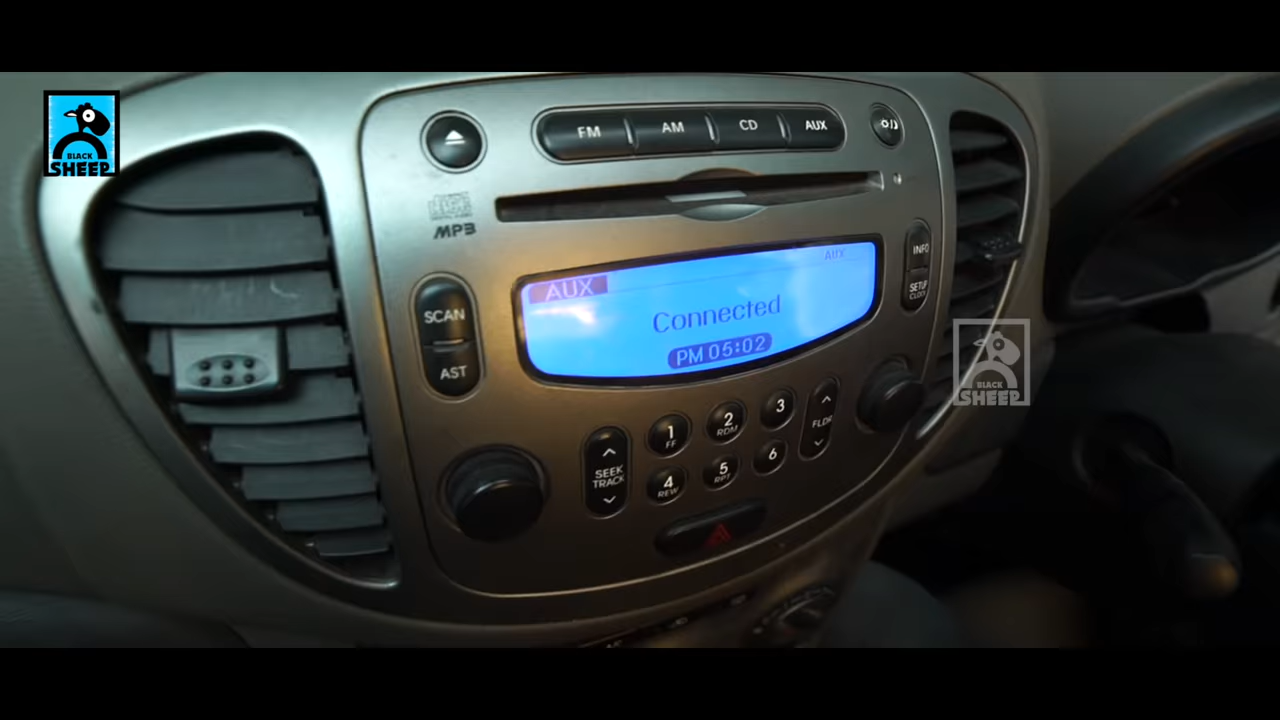 BLACK
SHEEP
FM AM CD AUX
MP3
INFO
SETUP
CLOCK
AUX
AUX
Connected
PM 05:02
SCAN
AST
SEEK
TRACK
1
FF
2
RDM
3
FLDR
4
REW
5
RPT
6
BLACK
SHEEP